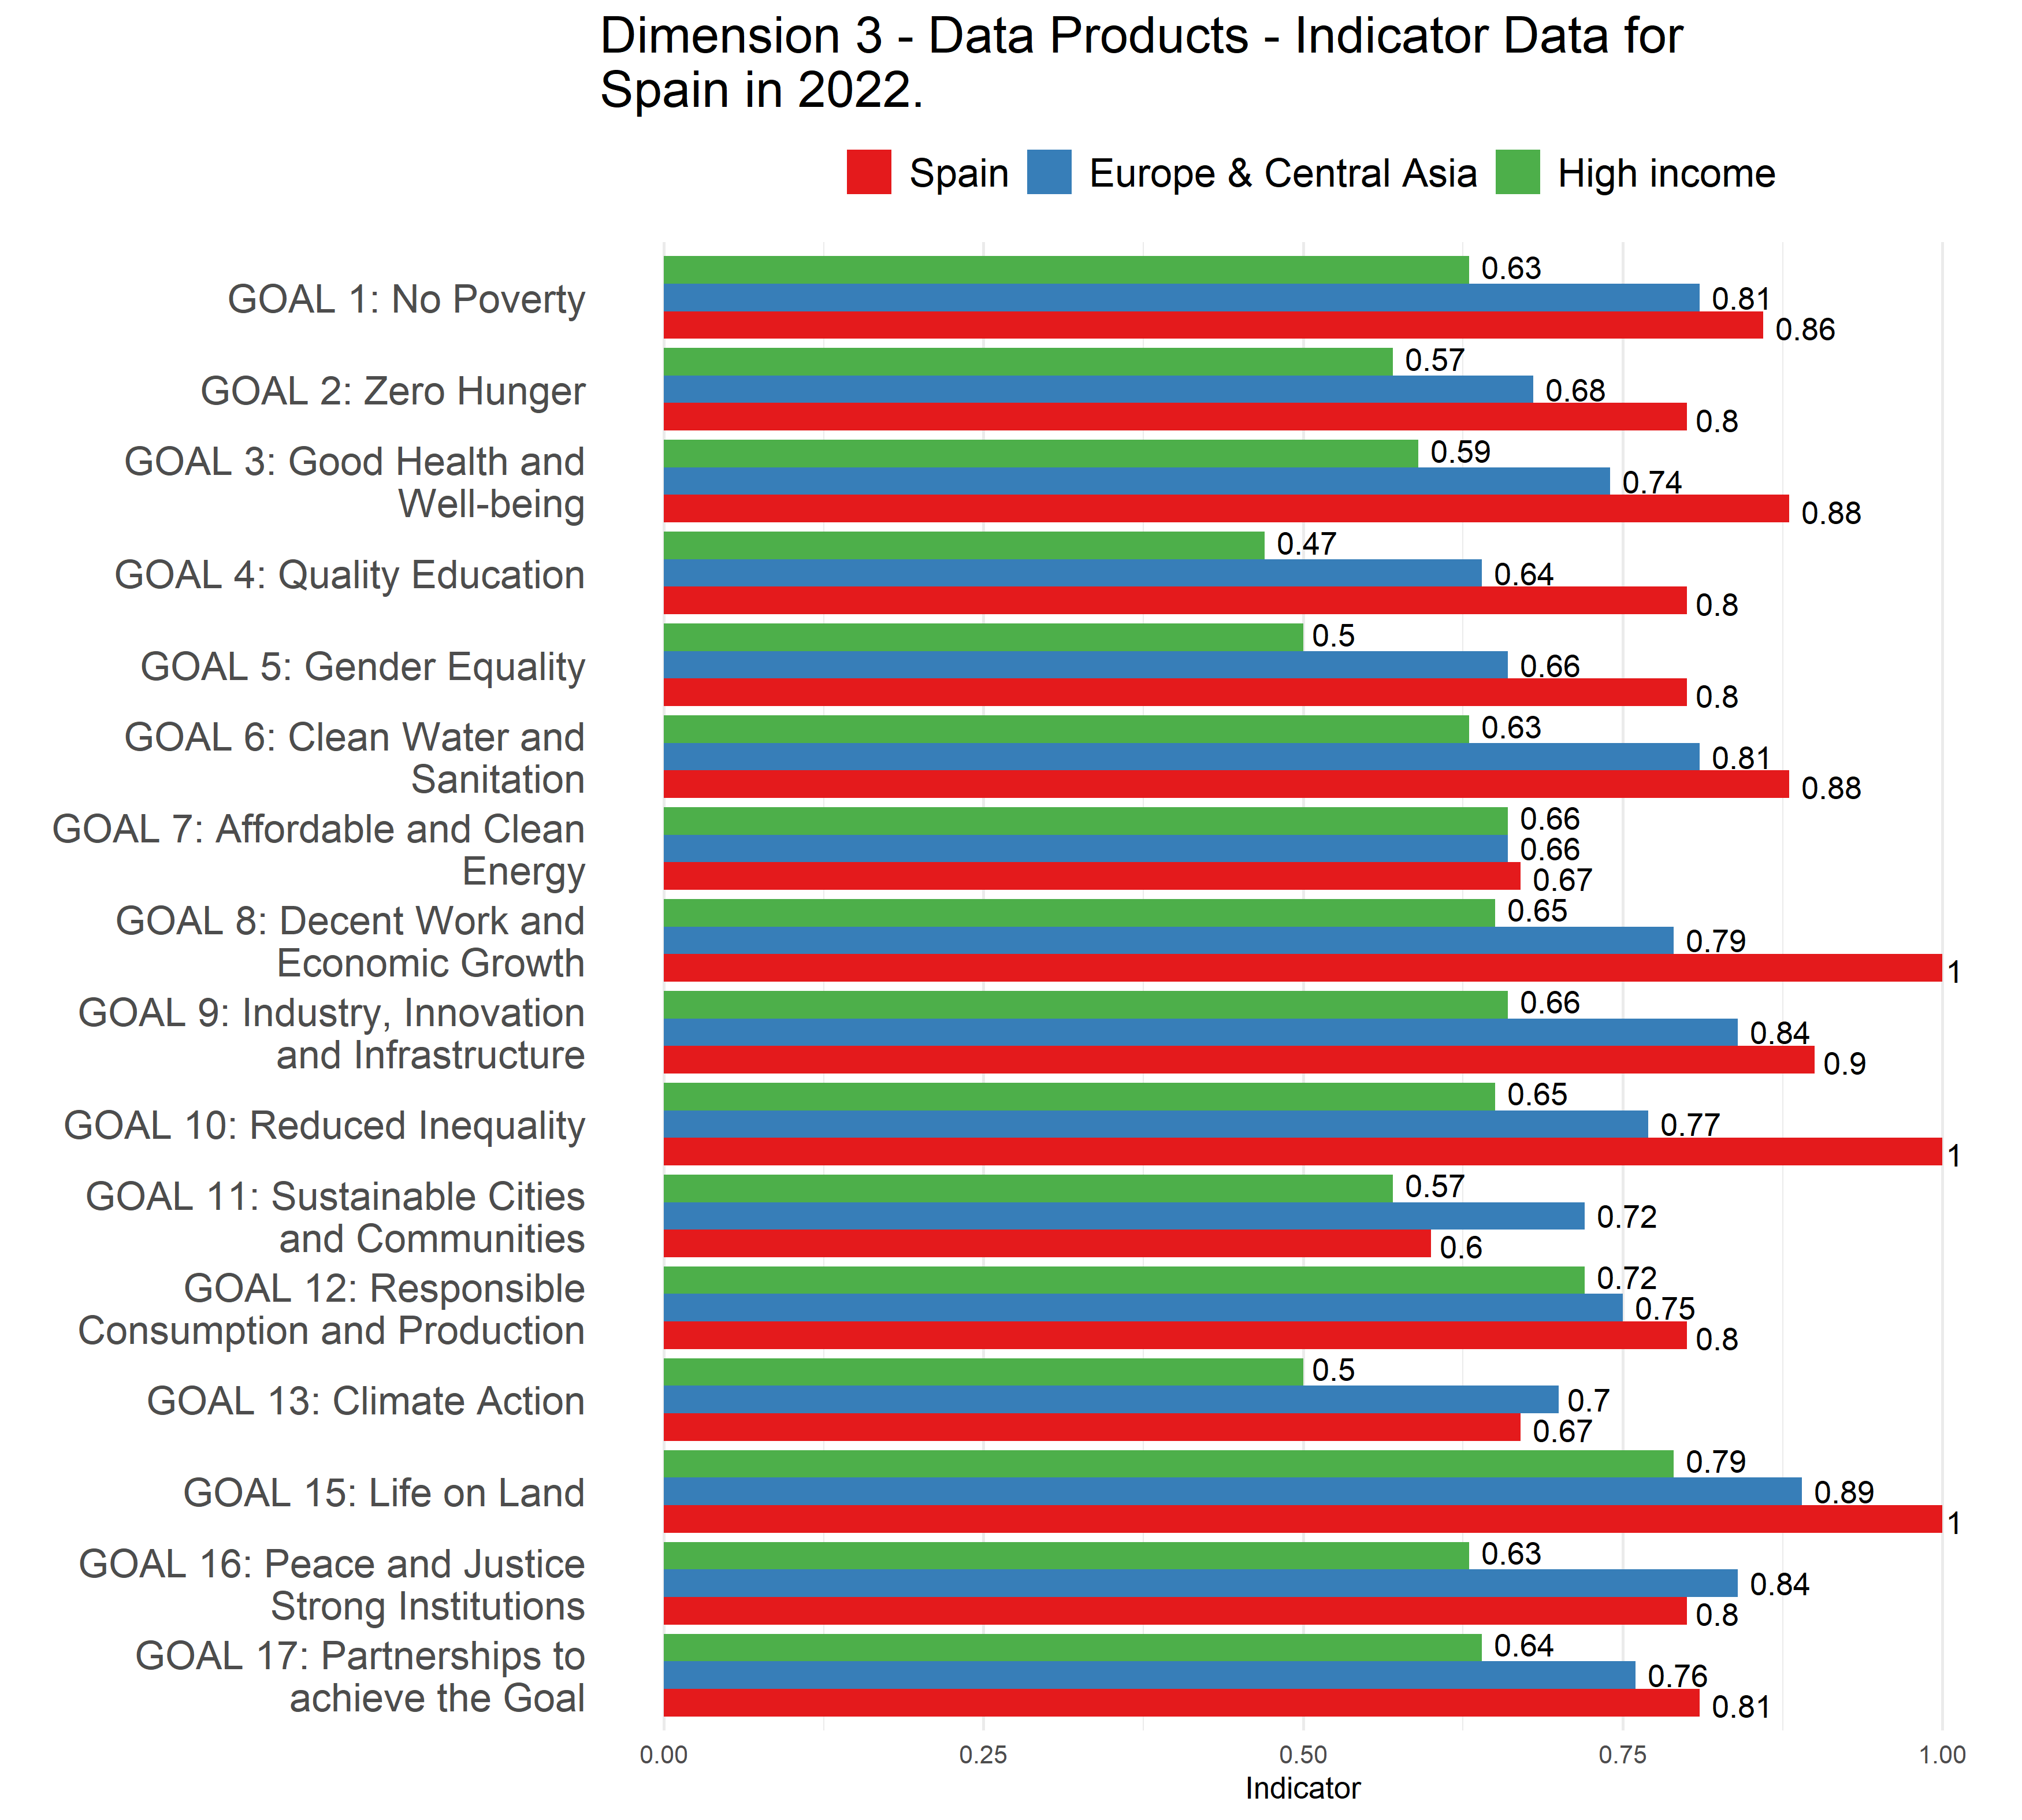 Dimension 3 - Data Products - Indicator Data for
Spain in 2022.
Spain
Europe & Central Asia
High income
GOAL 1: No Poverty
0.63
0.81
0.86
GOAL 2: Zero Hunger
0.57
0.68
0.8
GOAL 3: Good Health and
Well-being
0.59
0.74
0.88
GOAL 4: Quality Education
0.47
0.64
0.8
GOAL 5: Gender Equality
0.5
0.66
0.8
GOAL 6: Clean Water and
Sanitation
0.63
0.81
0.88
GOAL 7: Affordable and Clean
Energy
0.66
0.66
0.67
GOAL 8: Decent Work and
Economic Growth
0.65
0.79
1
GOAL 9: Industry, Innovation
and Infrastructure
0.66
0.84
0.9
GOAL 10: Reduced Inequality
0.65
0.77
1
GOAL 11: Sustainable Cities
and Communities
0.57
0.72
0.6
GOAL 12: Responsible
Consumption and Production
0.72
0.75
0.8
GOAL 13: Climate Action
0.5
0.7
0.67
GOAL 15: Life on Land
0.79
0.89
1
GOAL 16: Peace and Justice
Strong Institutions
0.63
0.84
0.8
GOAL 17: Partnerships to
achieve the Goal
0.64
0.76
0.81
0.00
0.25
0.50
0.75
1.00
Indicator